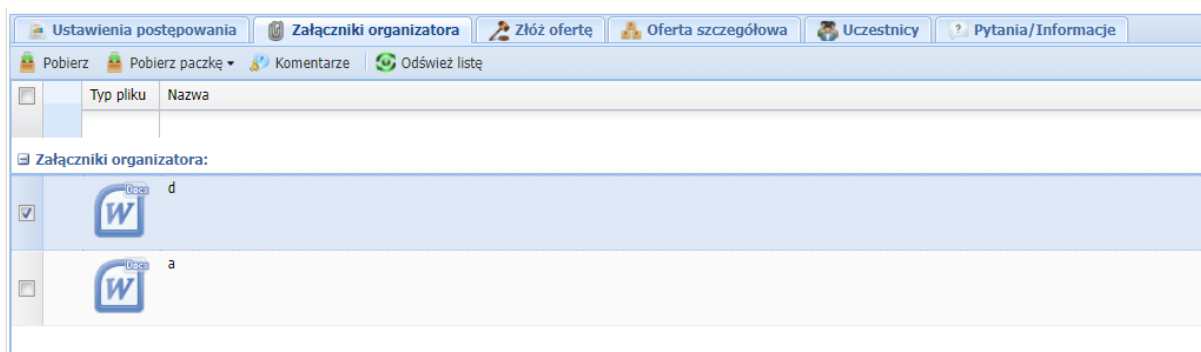 Ustawienia postępowania Załączniki organizatora Złóż ofertę Oferta szczegółowa Uczestnicy Pytania/Informacje
Pobierz Pobierz paczkę Komentarze Odśwież listę
Typ pliku Nazwa
Załączniki organizatora:
Docx W d
Docx W a